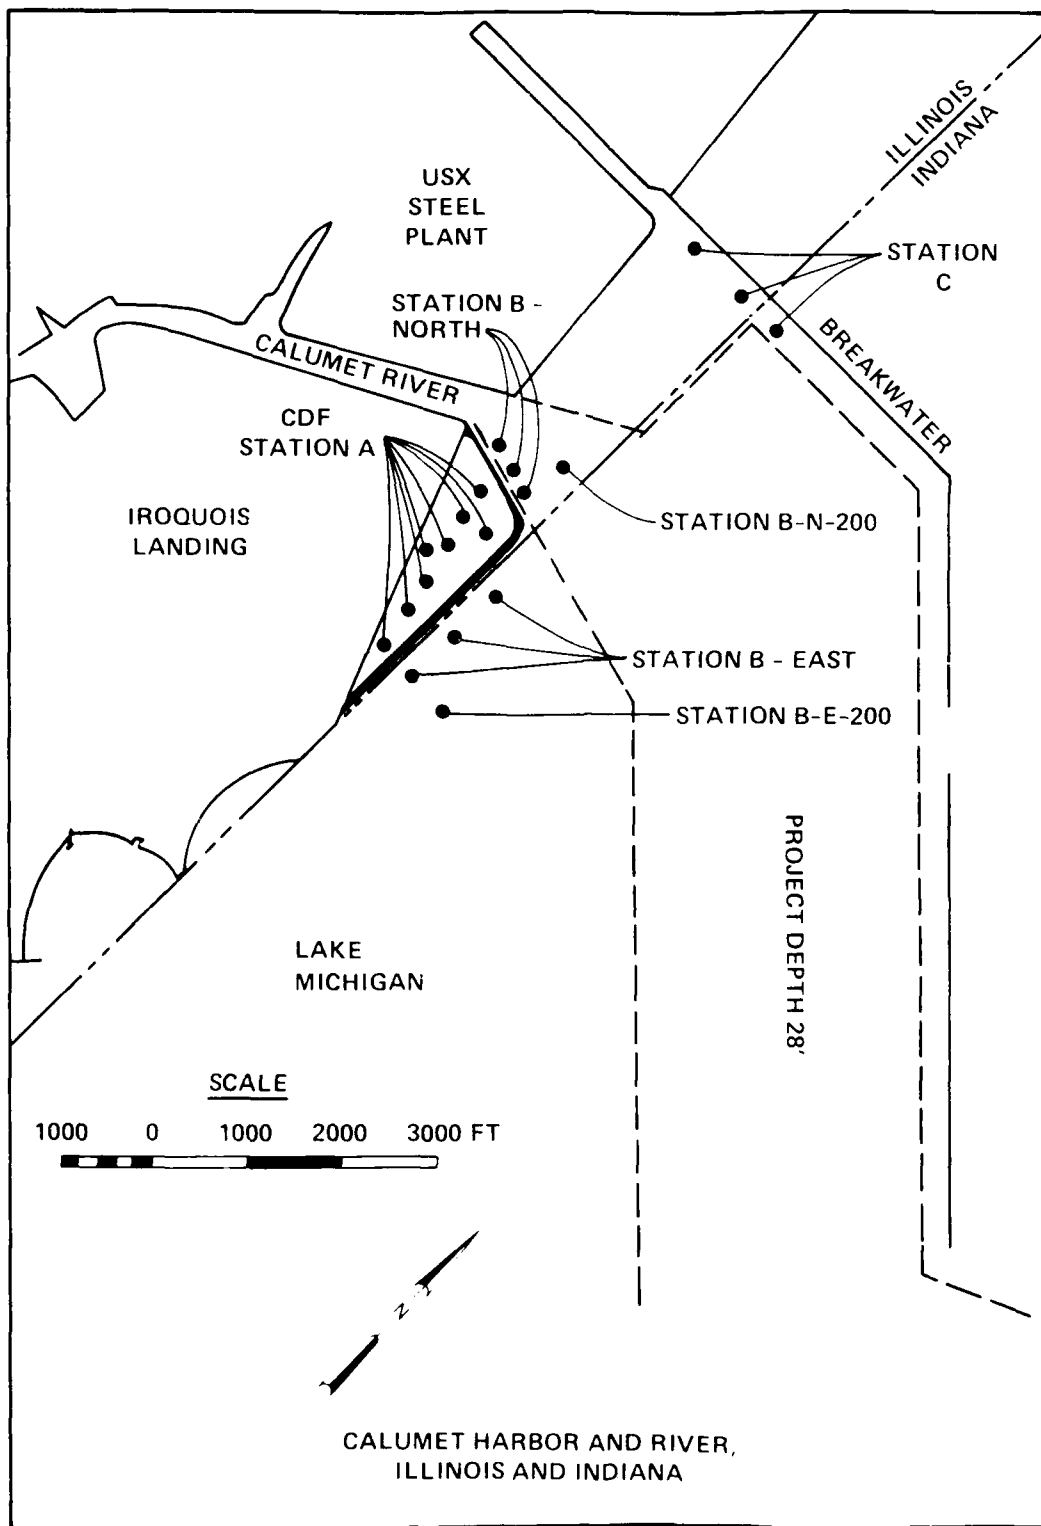 ILLINOIS
INDIANA
USX
STEEL
PLANT
STATION
C
STATION B -
NORTH
BREAKWATER
CALUMET RIVER
CDF
STATION A
IROQUOIS
LANDING
STATION B-N-200
STATION B - EAST
STATION B-E-200
PROJECT DEPTH 28'
LAKE
MICHIGAN
SCALE
1000 0 1000 2000 3000 FT
N
CALUMET HARBOR AND RIVER,
ILLINOIS AND INDIANA